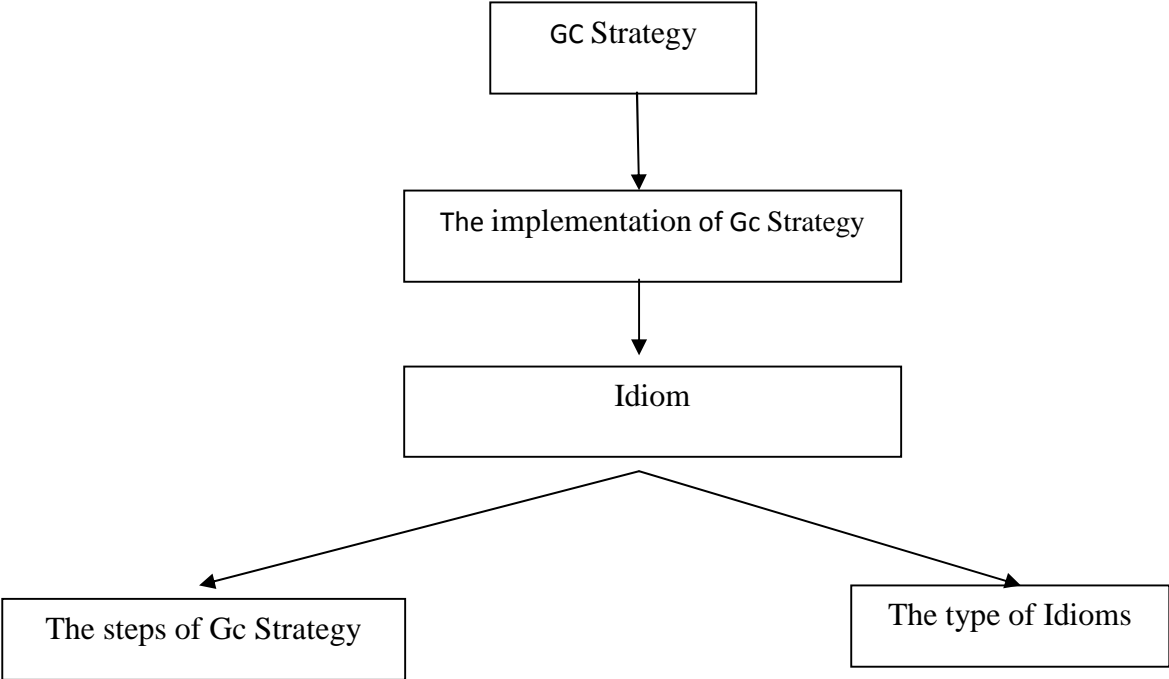 GC Strategy
The implementation of Gc Strategy
Idiom
The steps of Gc Strategy
The type of Idioms